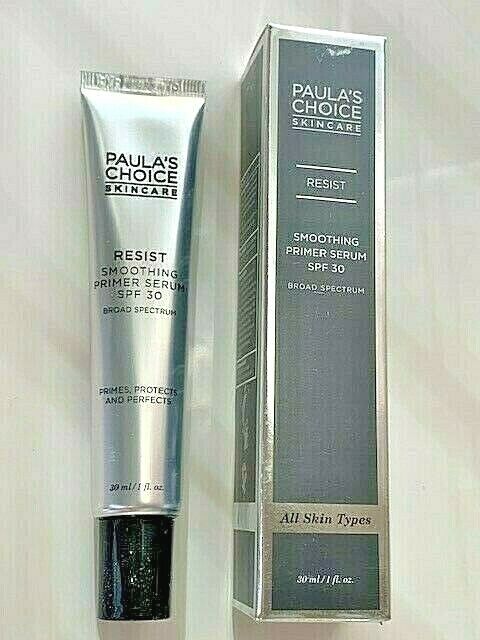 PAULA'S
CHOICE
SKINCARE
RESIST
SMOOTHING
PRIMER SERUM
SPF 30
BROAD SPECTRUM
PRIMES, PROTECTS
AND PERFECTS
30 ml / 1 fl. oz.
PAULA'S
CHOICE
SKINCARE
RESIST
SMOOTHING
PRIMER SERUM
SPF 30
BROAD SPECTRUM
All Skin Types
30 ml / 1 fl. oz.